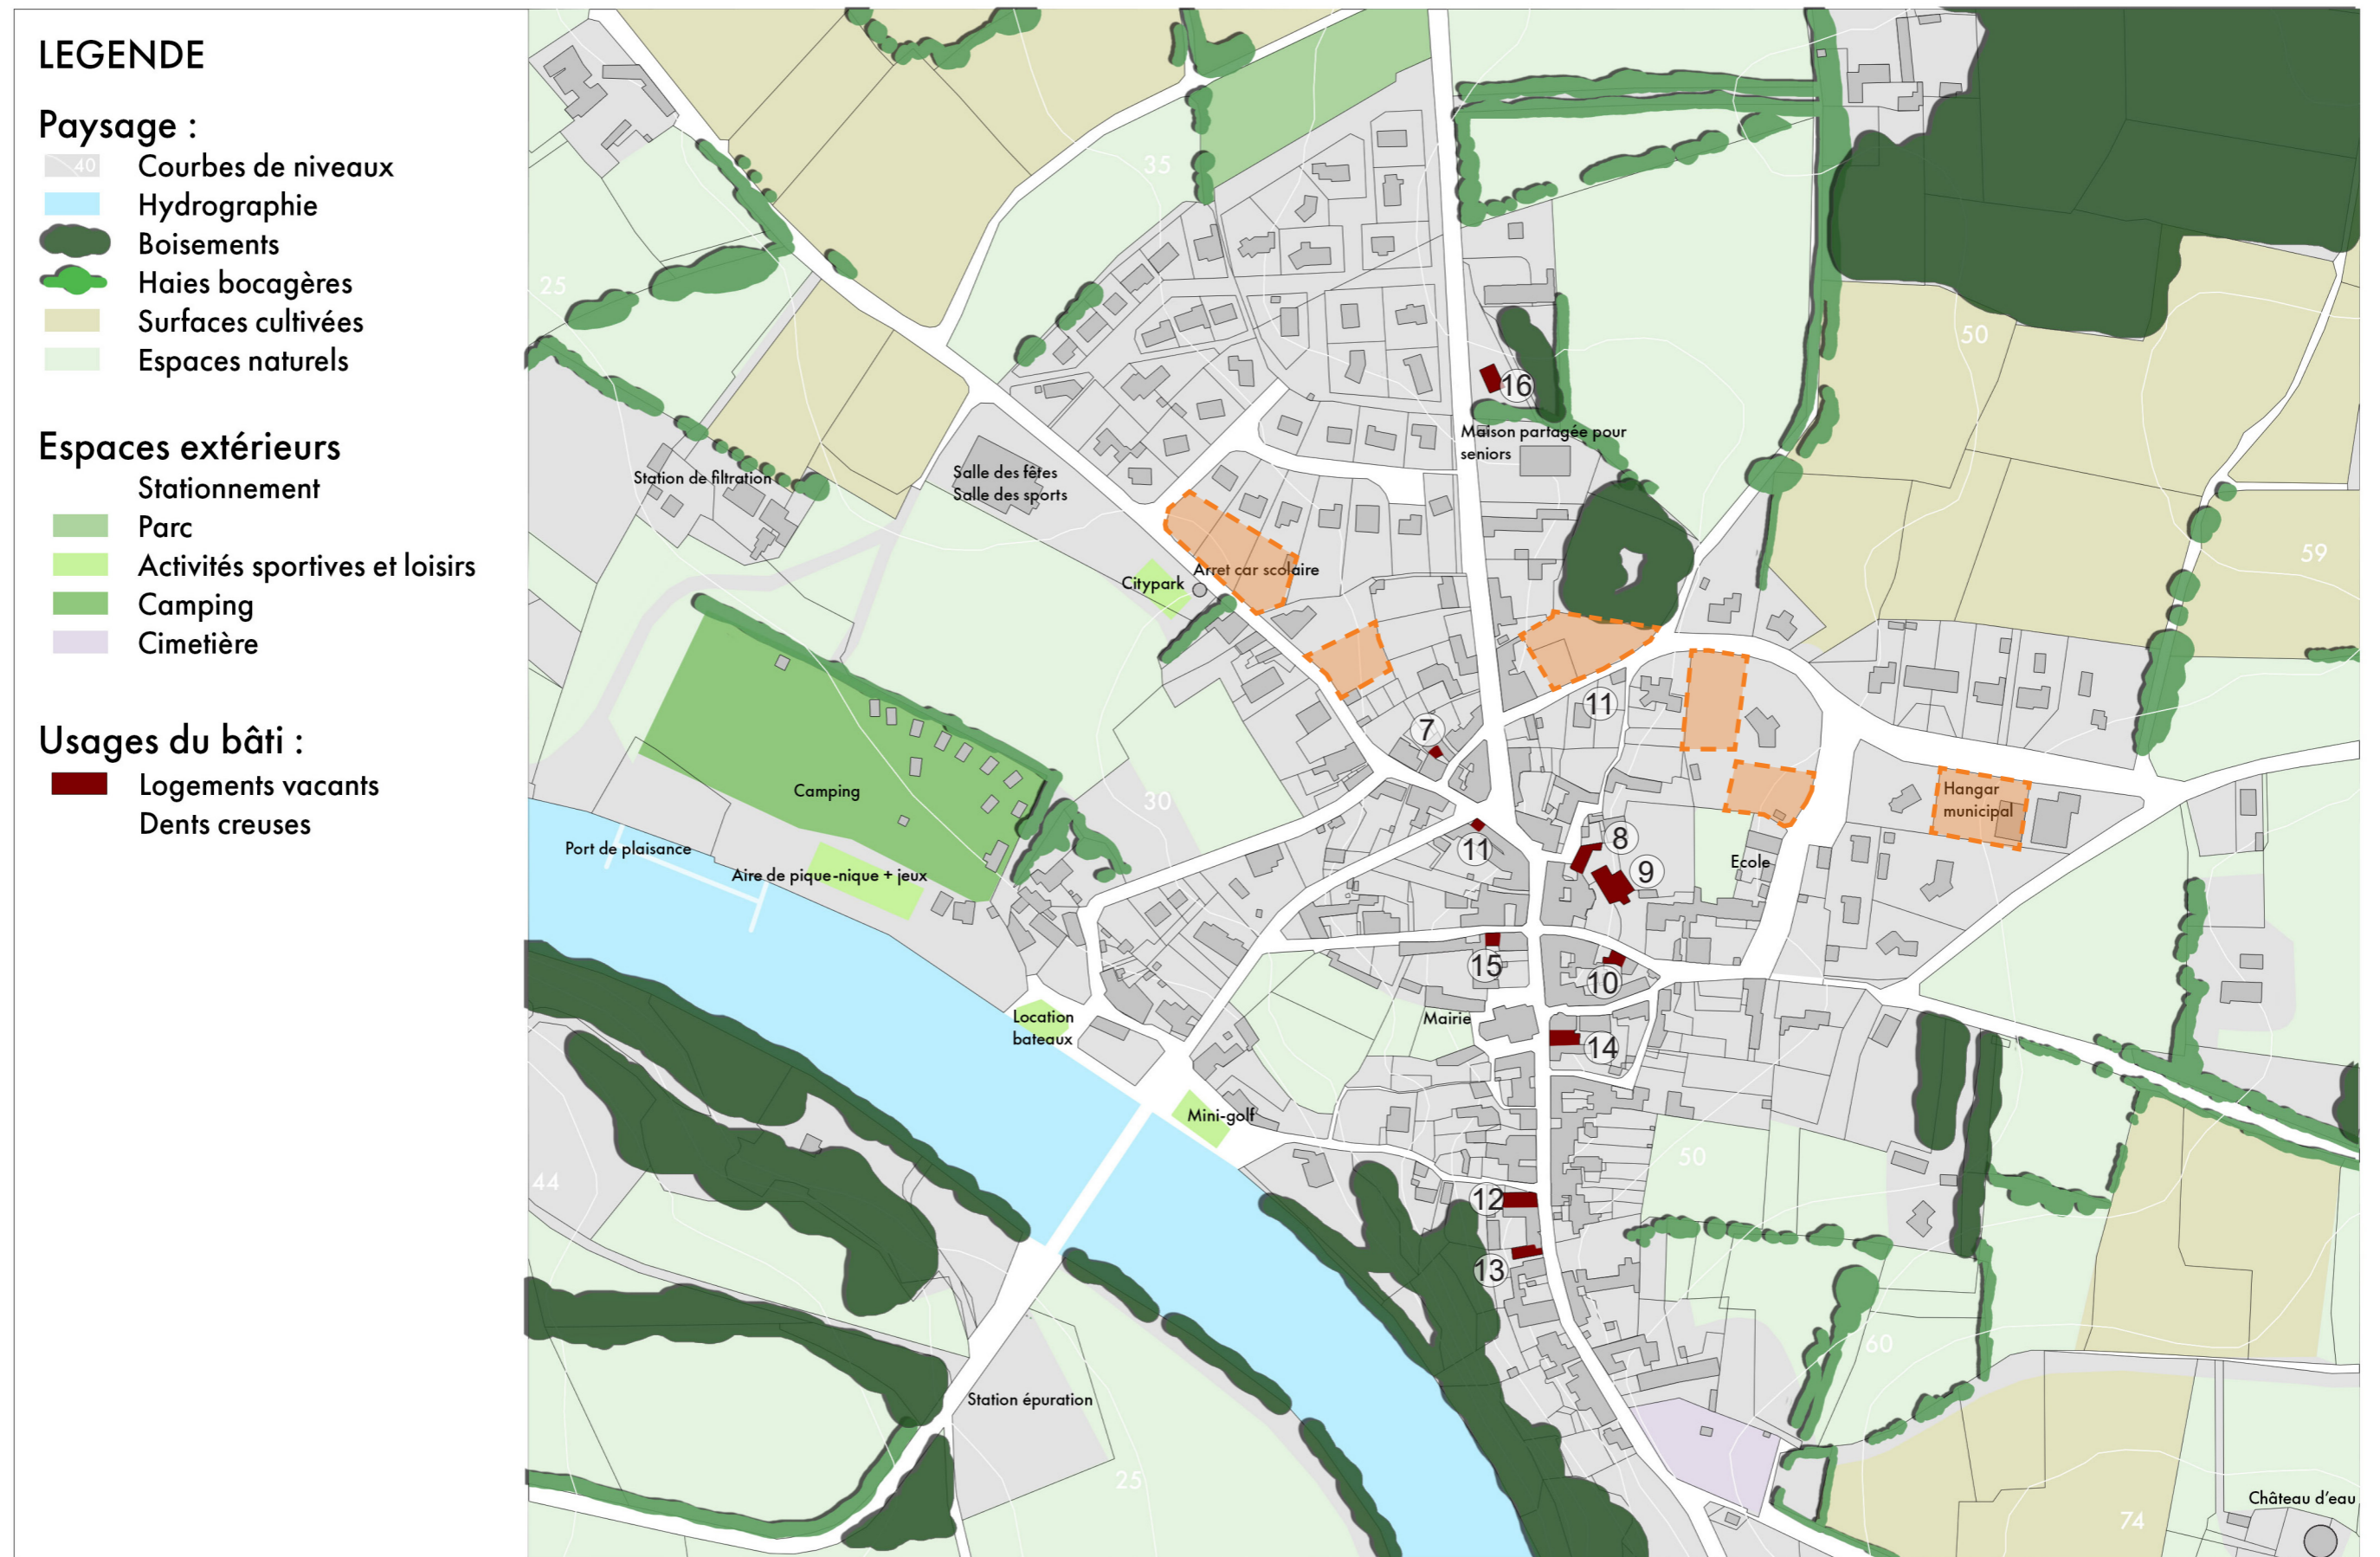 LEGENDE
Paysage :
40
Courbes de niveaux
Hydrographie
Boisements
Haies bocagères
Surfaces cultivées
Espaces naturels
Espaces extérieurs
Stationnement
Parc
Activités sportives et loisirs
Camping
Cimetière
Usages du bâti :
Logements vacants
Dents creuses
35
25
50
16
Maison partagée pour
seniors
Salle des fêtes
Salle des sports
Station de filtration
59
Arret car scolaire
Citypark
11
7
30
Camping
Hangar
municipal
Port de plaisance
8
11
Ecole
9
Aire de pique-nique + jeux
15
10
Location
bateaux
Mairie
14
Mini-golf
50
44
12
13
60
Station épuration
25
Château d'eau
74